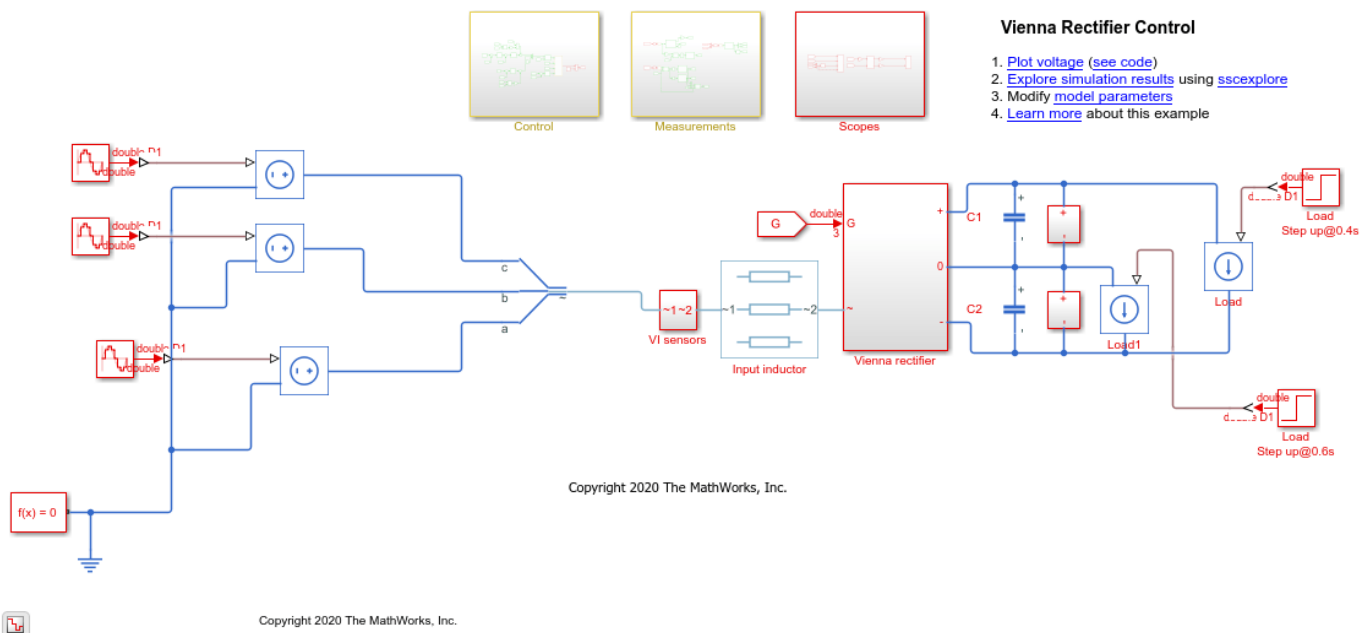 Vienna Rectifier Control
1. Plot voltage (see code)
2. Explore simulation results using sscexplore
3. Modify model parameters
4. Learn more about this example
Control
Measurements
Scopes
double
D1
double
double
D1
double
double
D1
double
c
b
a
~
~1 ~2
VI sensors
~1
~2
Input inductor
G
double
3
G
+
0
-
~
Vienna rectifier
C1
C2
+
+
+
+
Load
Load1
double
D1
Load
Step up@0.4s
double
D1
Load
Step up@0.6s
f(x) = 0
Copyright 2020 The MathWorks, Inc.
Copyright 2020 The MathWorks, Inc.